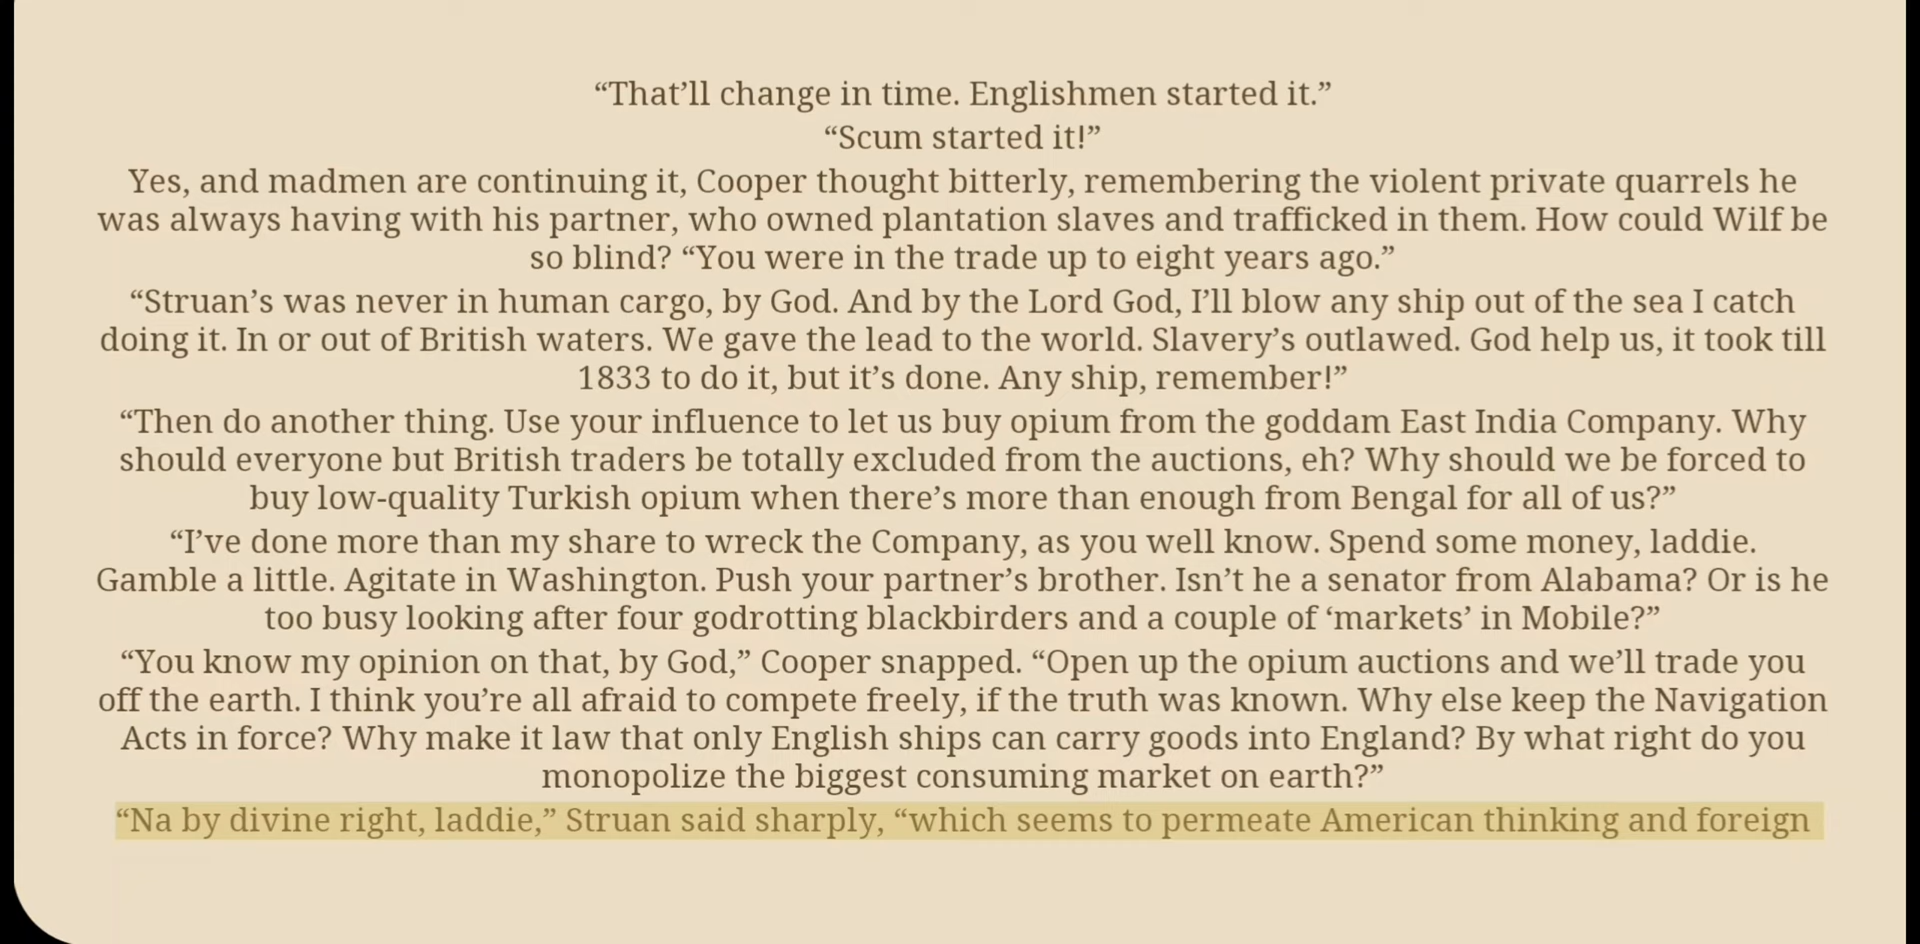 “That’ll change in time. Englishmen started it.”
“Scum started it!”
Yes, and madmen are continuing it, Cooper thought bitterly, remembering the violent private quarrels he
was always having with his partner, who owned plantation slaves and trafficked in them. How could Wilf be
so blind? “You were in the trade up to eight years ago.”
“Struan’s was never in human cargo, by God. And by the Lord God, I’ll blow any ship out of the sea I catch
doing it. In or out of British waters. We gave the lead to the world. Slavery’s outlawed. God help us, it took till
1833 to do it, but it’s done. Any ship, remember!”
“Then do another thing. Use your influence to let us buy opium from the goddam East India Company. Why
should everyone but British traders be totally excluded from the auctions, eh? Why should we be forced to
buy low-quality Turkish opium when there’s more than enough from Bengal for all of us?”
“I’ve done more than my share to wreck the Company, as you well know. Spend some money, laddie.
Gamble a little. Agitate in Washington. Push your partner’s brother. Isn’t he a senator from Alabama? Or is he
too busy looking after four godrotting blackbirders and a couple of ‘markets’ in Mobile?”
“You know my opinion on that, by God,” Cooper snapped. “Open up the opium auctions and we’ll trade you
off the earth. I think you’re all afraid to compete freely, if the truth was known. Why else keep the Navigation
Acts in force? Why make it law that only English ships can carry goods into England? By what right do you
monopolize the biggest consuming market on earth?”
“Na by divine right, laddie,” Struan said sharply, “which seems to permeate American thinking and foreign